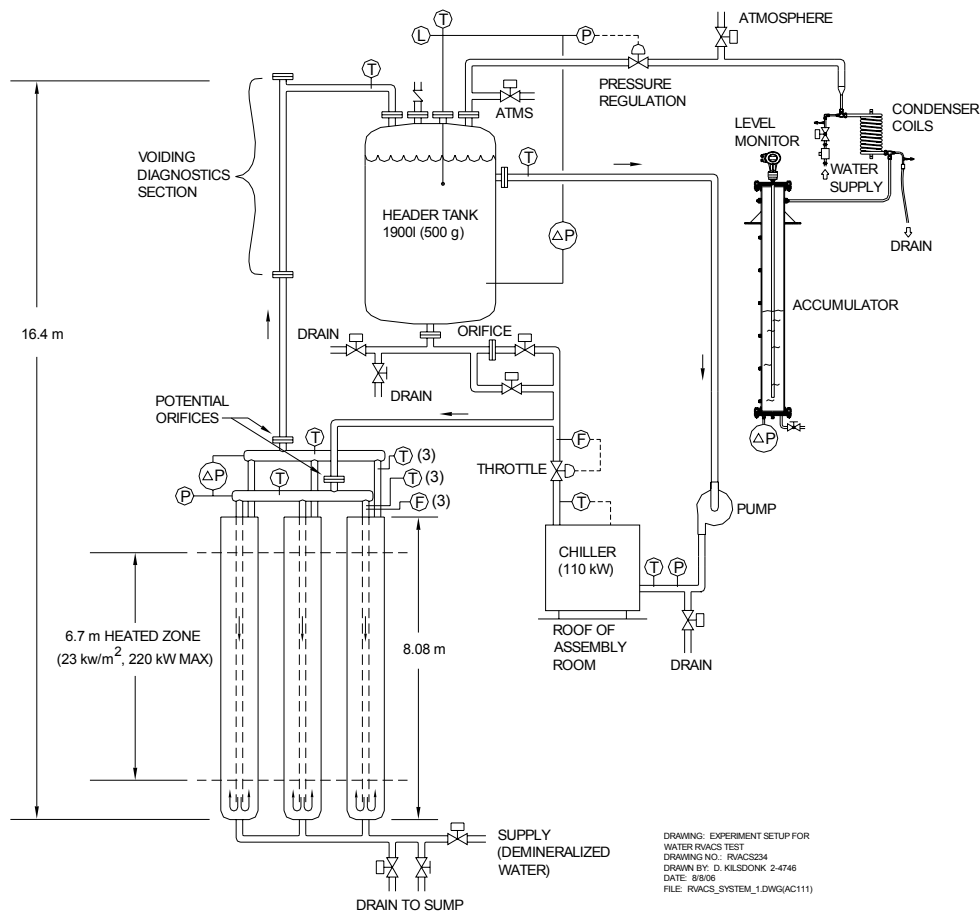 ATMOSPHERE
T
L
P
PRESSURE
REGULATION
T
ATMS
CONDENSER
COILS
LEVEL
MONITOR
WATER
SUPPLY
DRAIN
VOIDING
DIAGNOSTICS
SECTION
T
HEADER TANK
1900l (500 g)
△P
ACCUMULATOR
16.4 m
DRAIN
ORIFICE
DRAIN
△P
POTENTIAL
ORIFICES
T
T (3)
F
△P
T
T (3)
THROTTLE
P
F (3)
T
PUMP
CHILLER
(110 kW)
T
P
6.7 m HEATED ZONE
(23 kw/m², 220 kW MAX)
8.08 m
ROOF OF
ASSEMBLY
ROOM
DRAIN
SUPPLY
(DEMINERALIZED
WATER)
DRAIN TO SUMP
DRAWING: EXPERIMENT SETUP FOR
WATER RVACS TEST
DRAWING NO.: RVACS234
DRAWN BY: D. KILSDONK 2-4746
DATE: 8/8/06
FILE: RVACS_SYSTEM_1.DWG(AC111)